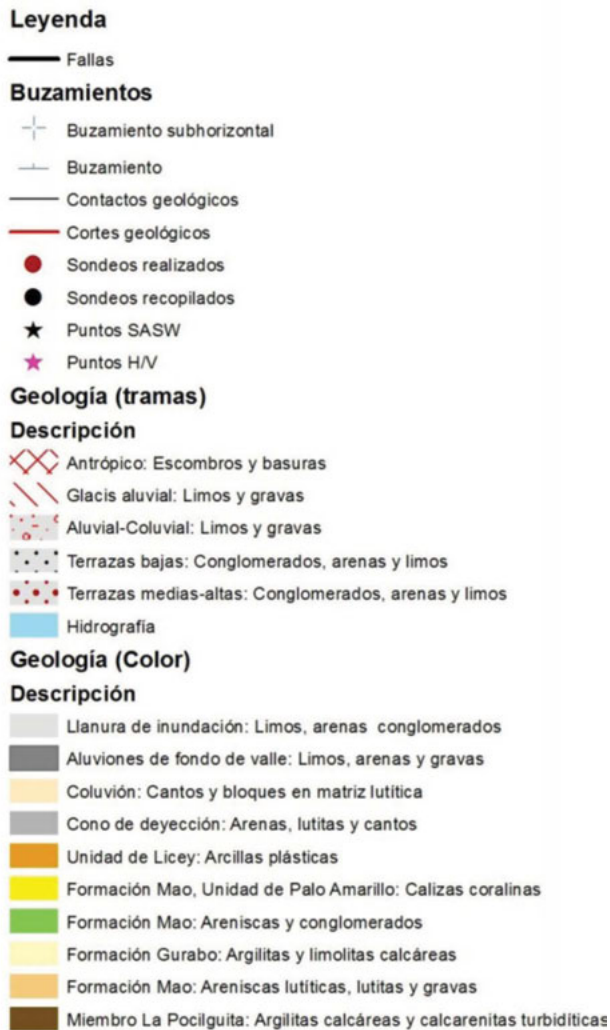 Leyenda
Fallas
Buzamientos
Buzamiento subhorizontal
Buzamiento
Contactos geológicos
Cortes geológicos
Sondeos realizados
Sondeos recopilados
Puntos SASW
Puntos H/V
Geología (tramas)
Descripción
Antrópico: Escombros y basuras
Glacis aluvial: Limos y gravas
Aluvial-Coluvial: Limos y gravas
Terrazas bajas: Conglomerados, arenas y limos
Terrazas medias-altas: Conglomerados, arenas y limos
Hidrografía
Geología (Color)
Descripción
Llanura de inundación: Limos, arenas conglomerados
Aluviones de fondo de valle: Limos, arenas y gravas
Coluvión: Cantos y bloques en matriz lutítica
Cono de deyección: Arenas, lutitas y cantos
Unidad de Licey: Arcillas plásticas
Formación Mao, Unidad de Palo Amarillo: Calizas coralinas
Formación Mao: Areniscas y conglomerados
Formación Gurabo: Argilitas y limolitas calcáreas
Formación Mao: Areniscas lutíticas, lutitas y gravas
Miembro La Pocilguita: Argilitas calcáreas y calcarenitas turbidíticas